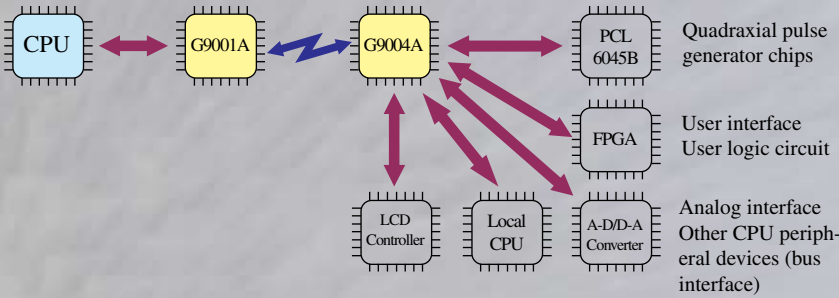 CPU
G9001A
G9004A
PCL
6045B
Quadraxial pulse
generator chips
FPGA
User interface
User logic circuit
LCD
Controller
Local
CPU
A-D/D-A
Converter
Analog interface
Other CPU periph-
eral devices (bus
interface)